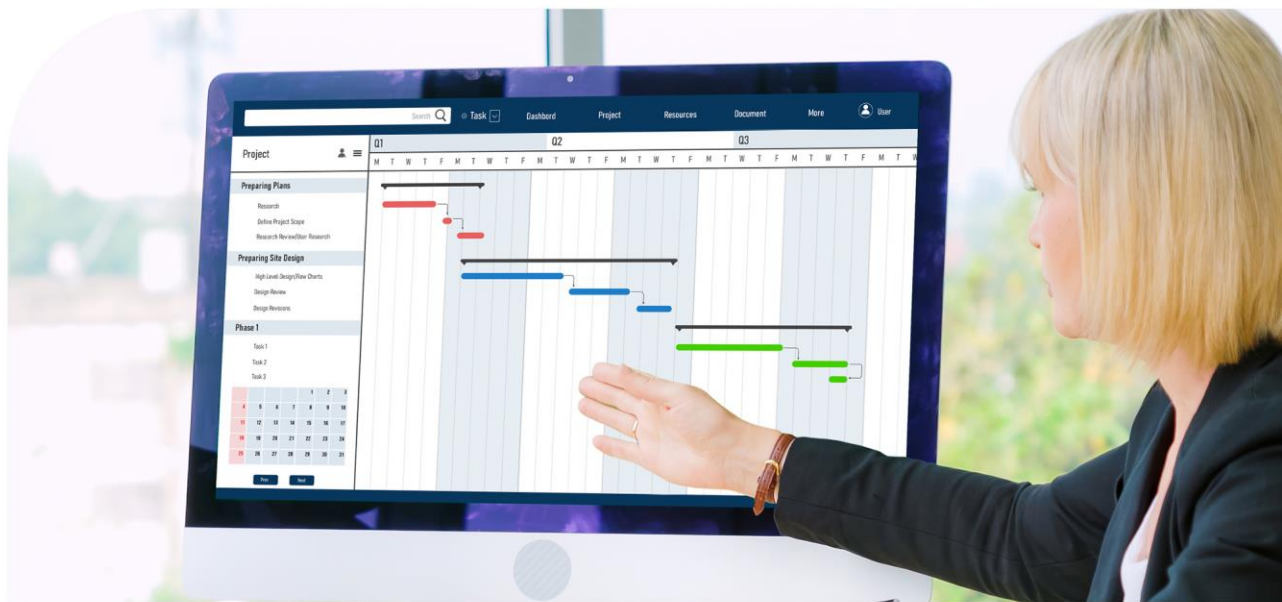 Search Task Dashbord Project Resources Document More User
Project Q1 Q2 Q3
M T W T F M T W T F M T W T F M T W T F M T W T F M T W T F M T W
Preparing Plans
Research
Define Project Scope
Research Review/User Research
Preparing Site Design
High Level Design/Flow Charts
Design Review
Design Revisions
Phase 1
Task 1
Task 2
Task 3
1 2 3
4 5 6 7 8 9 10
11 12 13 14 15 16 17
18 19 20 21 22 23 24
25 26 27 28 29 30 31
Prev Next